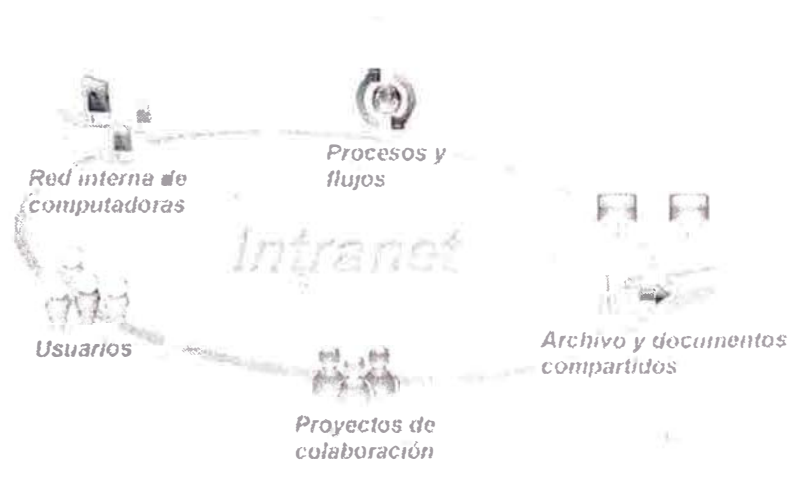 Procesos y
flujos
Red interna de
computadoras
Intranet
Usuarios
Archivo y documentos
compartidos
Proyectos de
colaboración